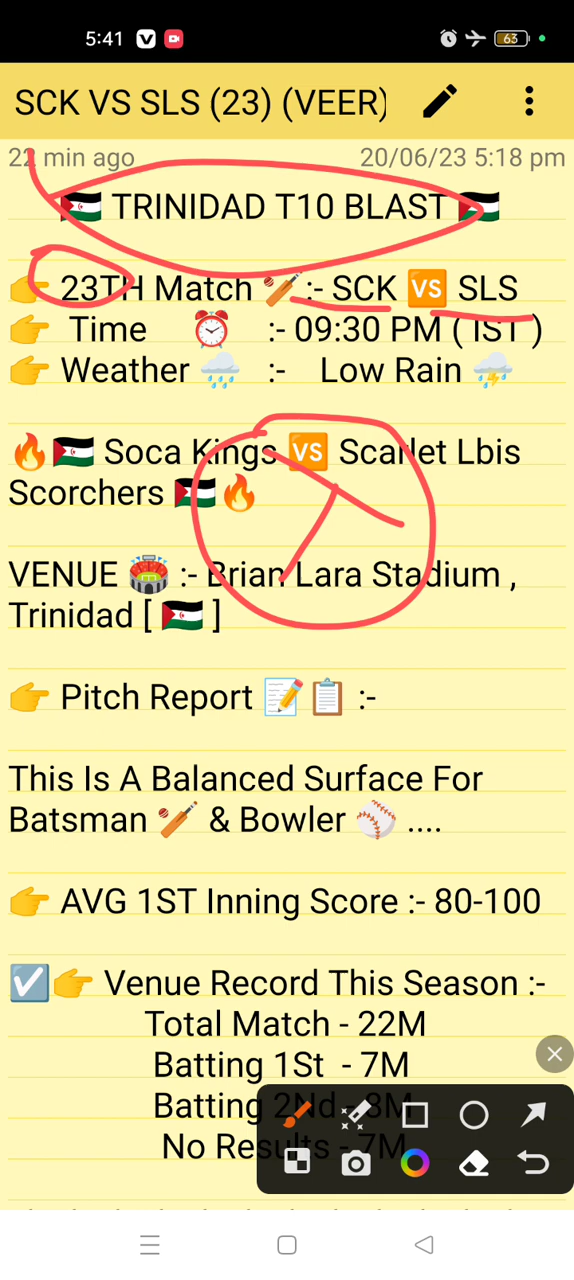 5:41
63
SCK VS SLS (23) (VEER)
22 min ago 20/06/23 5:18 pm
🇪🇭 TRINIDAD T10 BLAST 🇪🇭
👉 23TH Match 🏏 :- SCK 🆚 SLS
👉 Time ⏰ :- 09:30 PM ( IST )
👉 Weather 🌧️ :- Low Rain ⛈️
🔥🇪🇭 Soca Kings 🆚 Scarlet Lbis
Scorchers 🇪🇭🔥
VENUE 🏟️ :- Brian Lara Stadium ,
Trinidad [ 🇪🇭 ]
👉 Pitch Report 📝📋 :-
This Is A Balanced Surface For
Batsman 🏏 & Bowler ⚾ ....
👉 AVG 1ST Inning Score :- 80-100
☑️👉 Venue Record This Season :-
Total Match - 22M
Batting 1St - 7M
Batting 2Nd - 8M
No Results - 7M